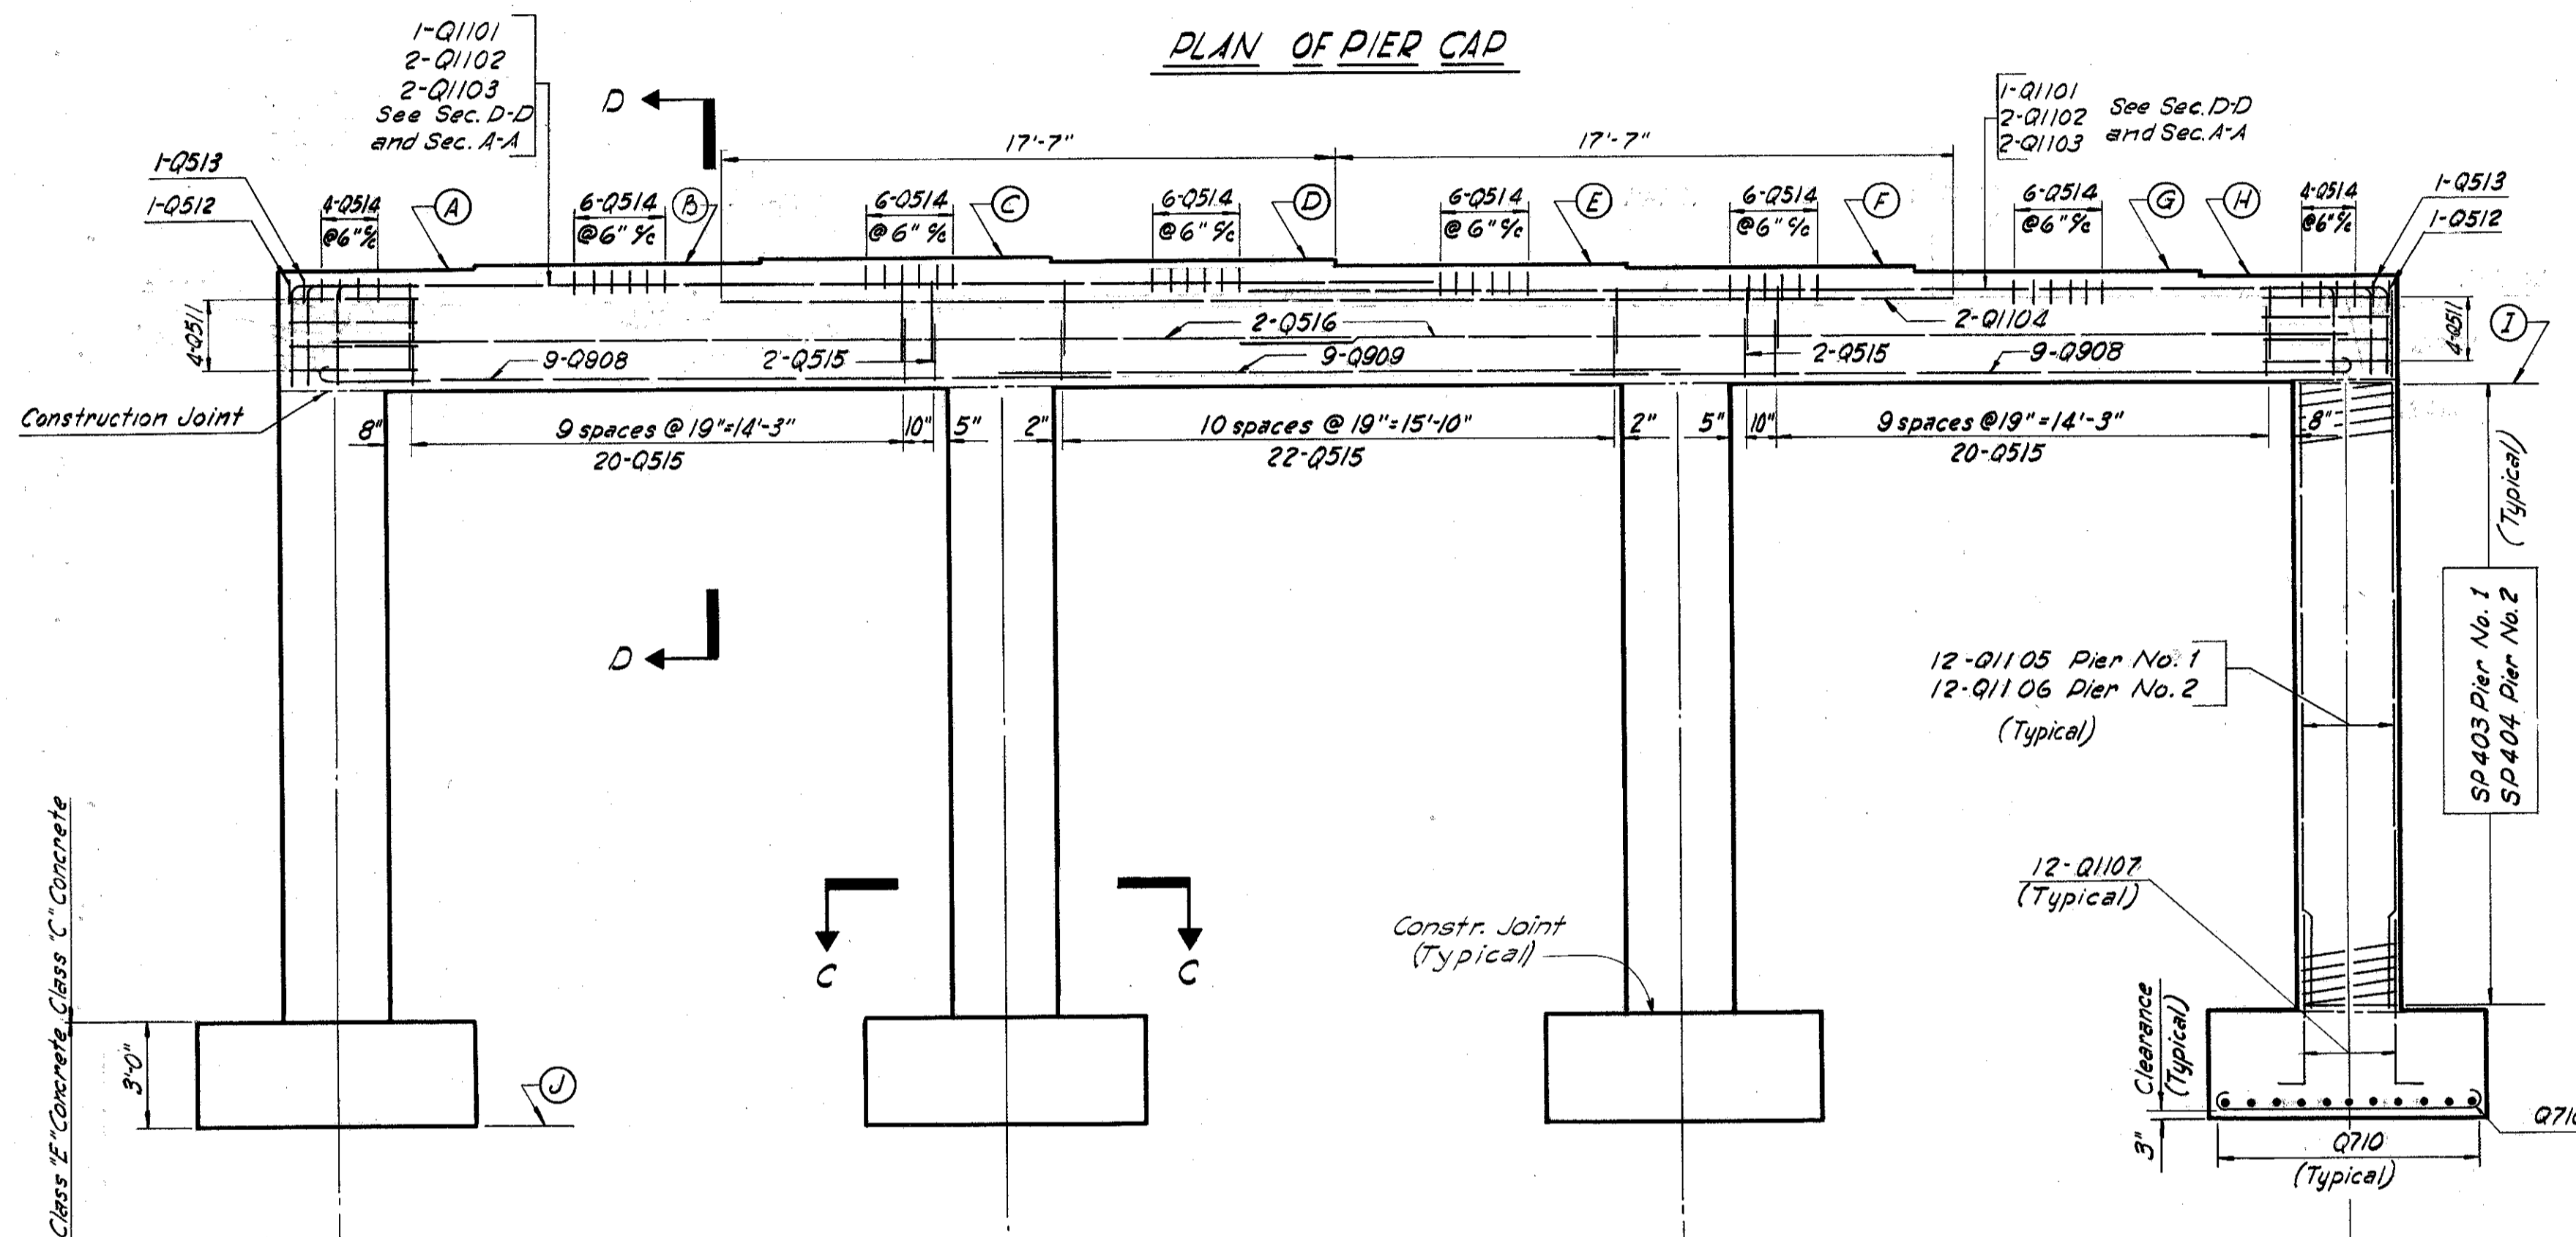 PLAN OF PIER CAP
1-Q1101
2-Q1102
2-Q1103
See Sec. D-D
and Sec. A-A
D
17'-7"
17'-7"
1-Q1101
2-Q1102
2-Q1103
See Sec. D-D
and Sec. A-A
1-Q513
1-Q512
4-Q514
@6" c/c
A
6-Q514
@6" c/c
B
6-Q514
@6" c/c
C
6-Q514
@6" c/c
D
6-Q514
@6" c/c
E
6-Q514
@6" c/c
F
6-Q514
@6" c/c
G
H
4-Q514
@6" c/c
1-Q513
1-Q512
4-Q511
2-Q516
2-Q1104
4-Q511
I
9-Q908
2-Q515
9-Q909
2-Q515
9-Q908
Construction Joint
8"
9 spaces @ 19"=14'-3"
20-Q515
10"
5"
2"
10 spaces @ 19"=15'-10"
22-Q515
2"
5"
10"
9 spaces @ 19"=14'-3"
20-Q515
8"
(Typical)
SP403 Pier No. 1
SP404 Pier No. 2
D
12-Q1105 Pier No. 1
12-Q1106 Pier No. 2
(Typical)
12-Q1107
(Typical)
C
C
Constr. Joint
(Typical)
Class "E" Concrete
Class "C" Concrete
3'-0"
J
Clearance
(Typical)
3"
Q710
(Typical)